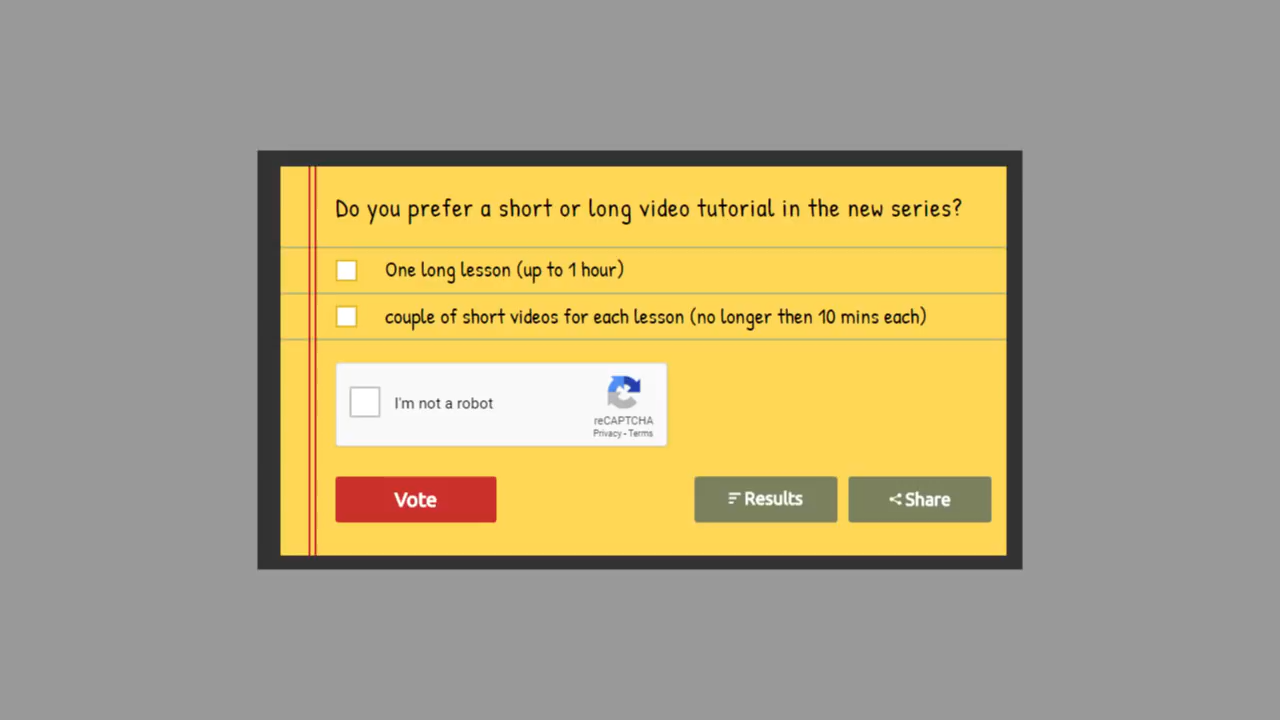 Do you prefer a short or long video tutorial in the new series?
One long lesson (up to 1 hour)
couple of short videos for each lesson (no longer then 10 mins each)
I'm not a robot
reCAPTCHA
Privacy - Terms
Vote
Results
Share